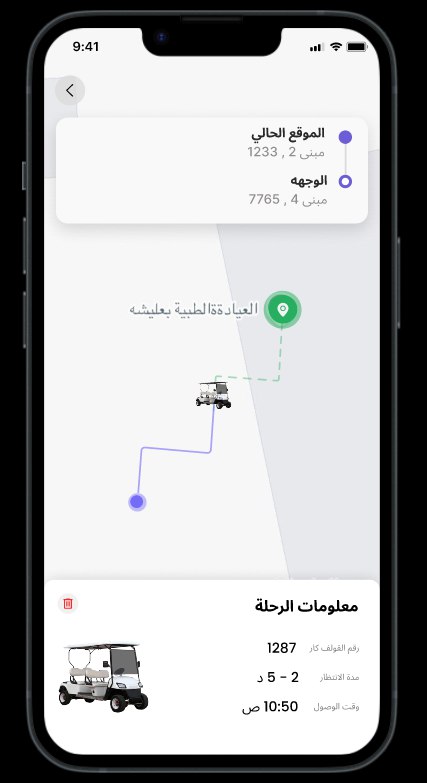 9:41
الموقع الحالي
مبنى 2 , 1233
الوجهه
مبنى 4 , 7765
العيادةةالطبية بعليشه
معلومات الرحلة
رقم القولف كار 1287
مدة الانتظار 2 - 5 د
وقت الوصول 10:50 ص